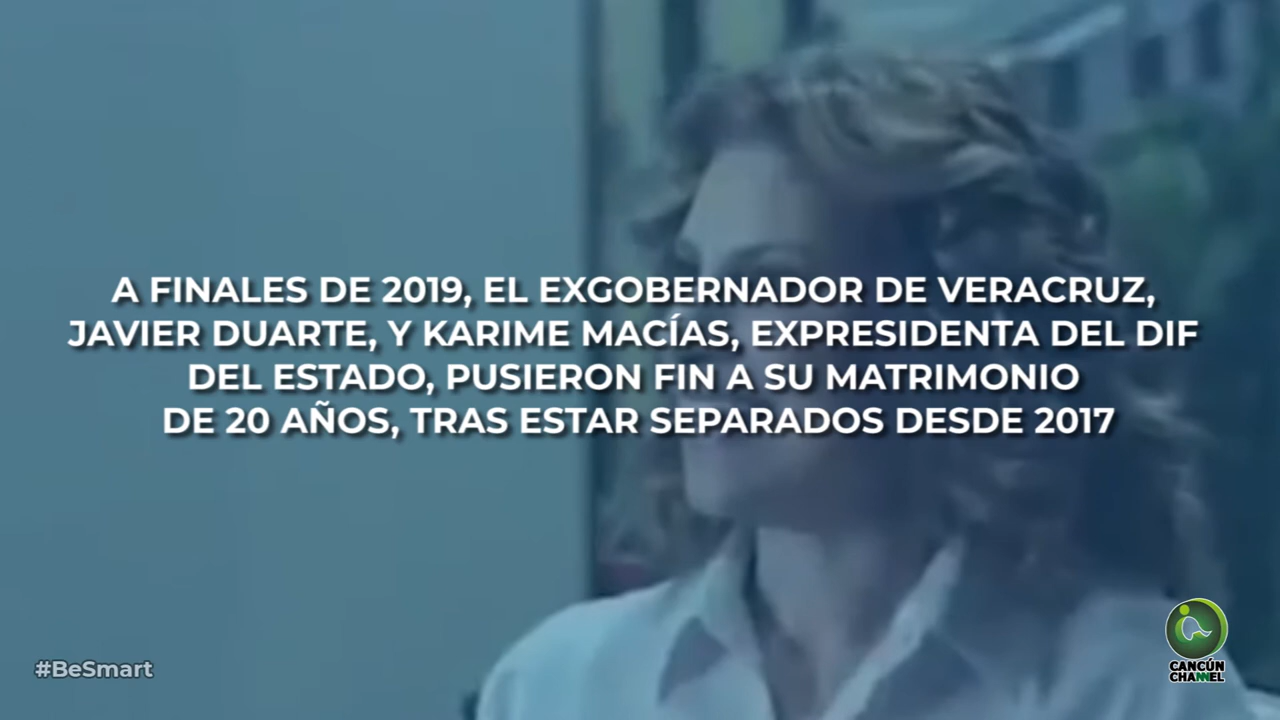 A FINALES DE 2019, EL EXGOBERNADOR DE VERACRUZ,
JAVIER DUARTE, Y KARIME MACÍAS, EXPRESIDENTA DEL DIF
DEL ESTADO, PUSIERON FIN A SU MATRIMONIO
DE 20 AÑOS, TRAS ESTAR SEPARADOS DESDE 2017
#BeSmart
CANCÚN
CHANNEL